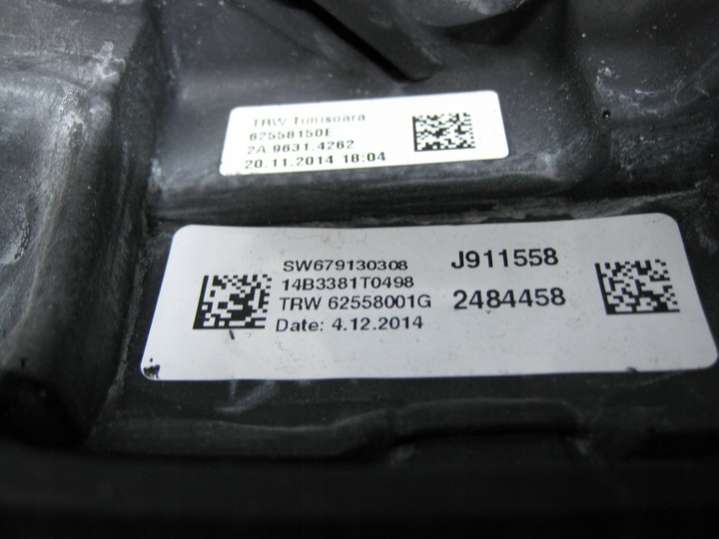 TRW Timisoara
62558150E
2A 9631.4262
20.11.2014 18:04
SW679130308
14B3381T0498
TRW 62558001G
Date: 4.12.2014
J911558
2484458